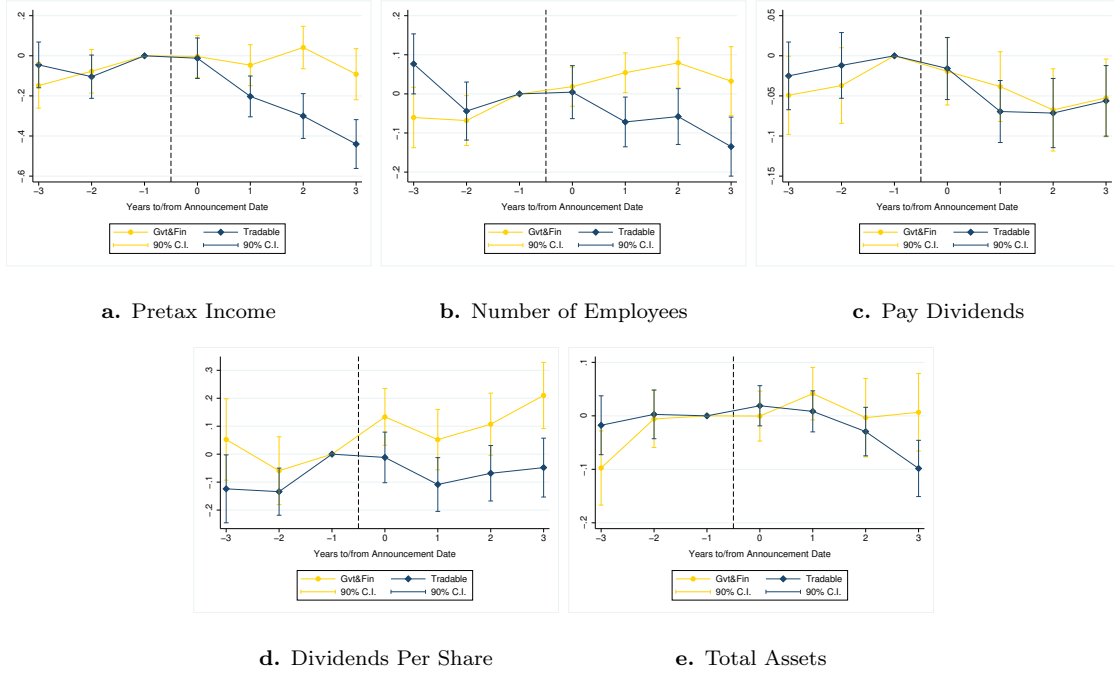 .2
0
-.2
-.4
-.6
-3 -2 -1 0 1 2 3
Years to/from Announcement Date
Gvt&Fin Tradable
90% C.I. 90% C.I.
a. Pretax Income
.2
.1
0
-.1
-.2
-3 -2 -1 0 1 2 3
Years to/from Announcement Date
Gvt&Fin Tradable
90% C.I. 90% C.I.
b. Number of Employees
.05
0
-.05
-.1
-.15
-3 -2 -1 0 1 2 3
Years to/from Announcement Date
Gvt&Fin Tradable
90% C.I. 90% C.I.
c. Pay Dividends
.3
.2
.1
0
-.1
-.2
-3 -2 -1 0 1 2 3
Years to/from Announcement Date
Gvt&Fin Tradable
90% C.I. 90% C.I.
d. Dividends Per Share
.1
0
-.1
-.2
-3 -2 -1 0 1 2 3
Years to/from Announcement Date
Gvt&Fin Tradable
90% C.I. 90% C.I.
e. Total Assets